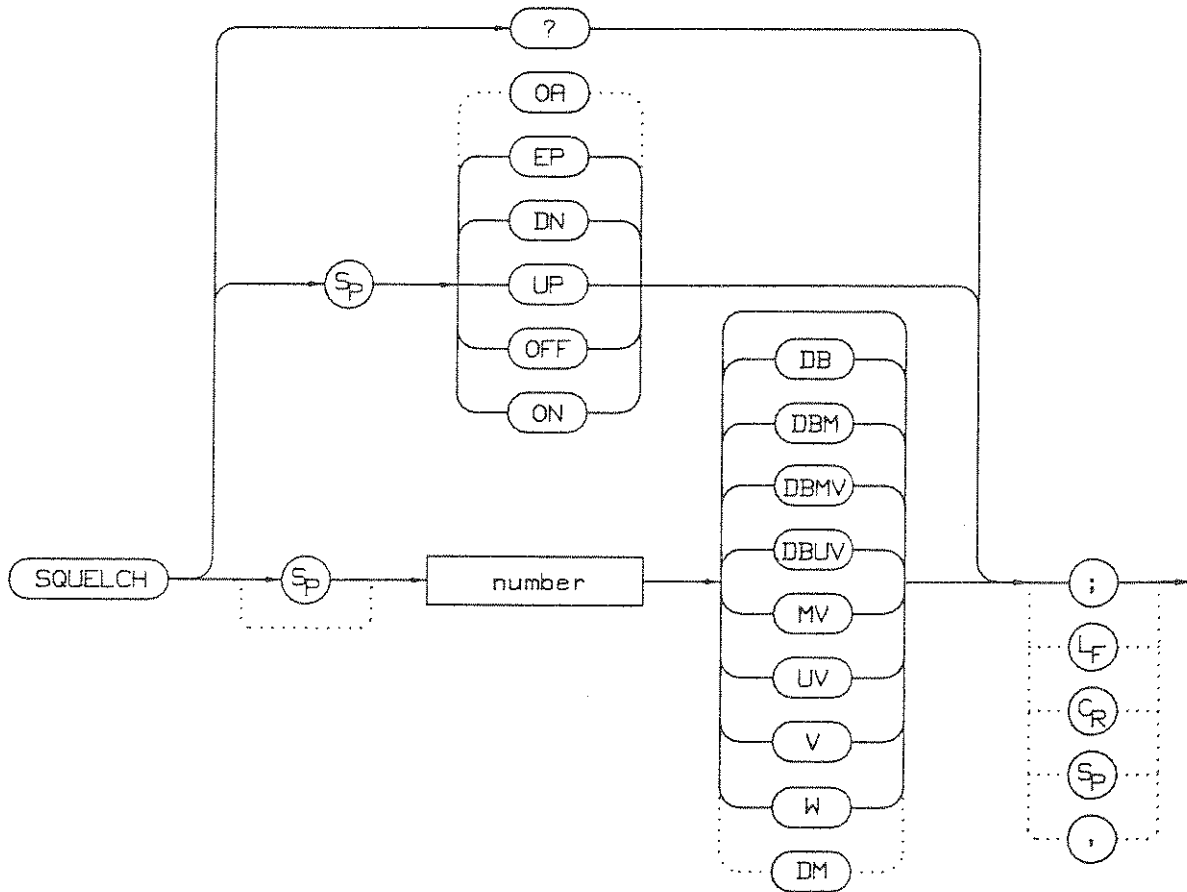 ?
OA
EP
DN
SP
UP
OFF
ON
DB
DBM
DBMV
DBUV
SQUELCH
SP
number
;
MV
LF
UV
CR
V
SP
W
,
DM